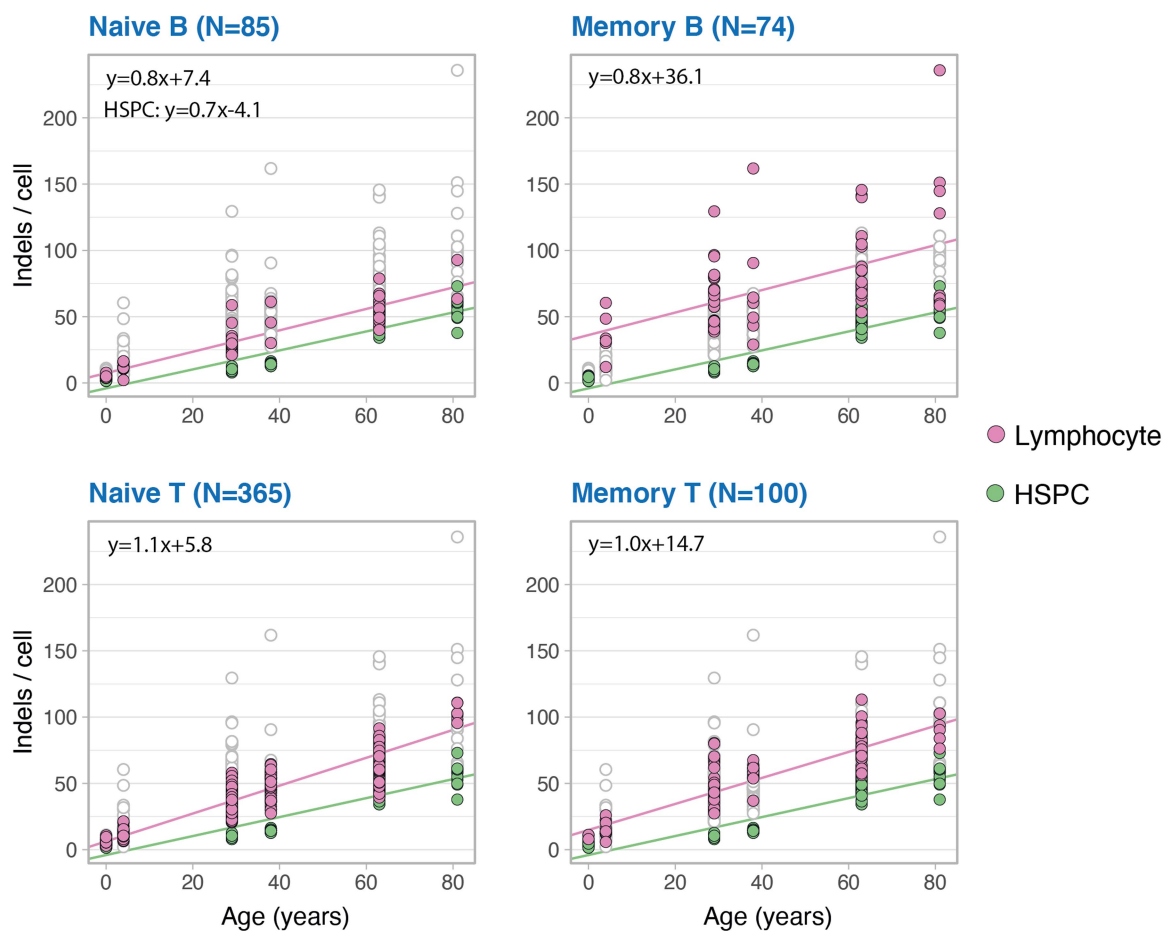 Naive B (N=85)
Memory B (N=74)
y=0.8x+7.4
HSPC: y=0.7x-4.1
y=0.8x+36.1
Indels / cell
200
150
100
50
0
200
150
100
50
0
0 20 40 60 80
0 20 40 60 80
Lymphocyte
HSPC
Naive T (N=365)
Memory T (N=100)
y=1.1x+5.8
y=1.0x+14.7
Indels / cell
200
150
100
50
0
200
150
100
50
0
0 20 40 60 80
0 20 40 60 80
Age (years)
Age (years)